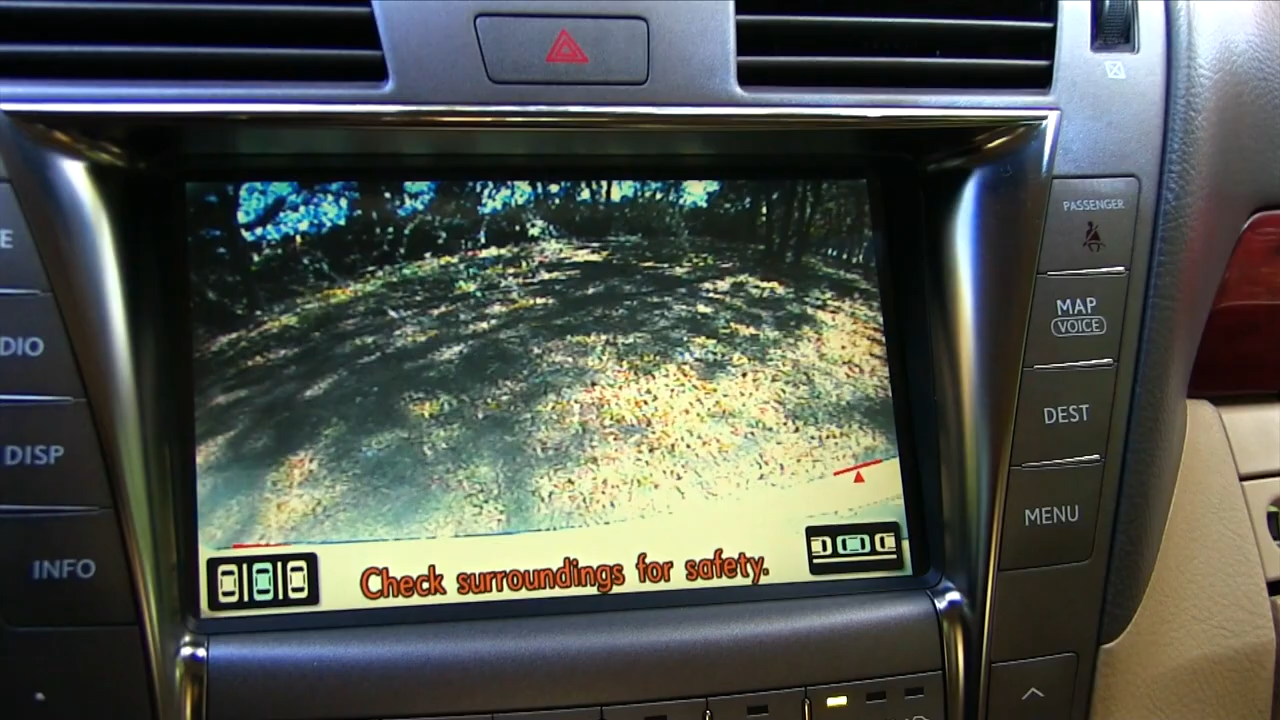 PASSENGER
E
MAP
VOICE
DIO
DEST
DISP
MENU
INFO
Check surroundings for safety.